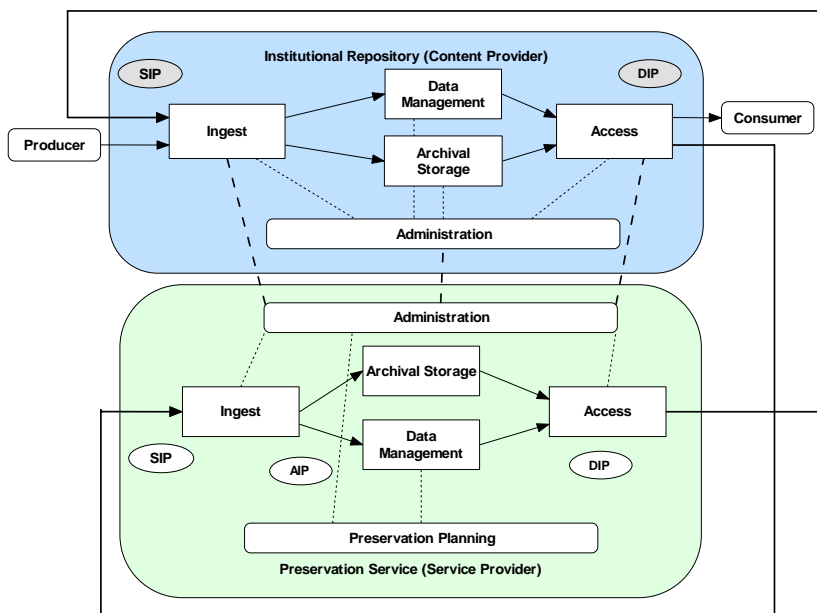 Institutional Repository (Content Provider)
SIP
DIP
Data
Management
Ingest
Access
Consumer
Producer
Archival
Storage
Administration
Administration
Archival Storage
Ingest
Access
Data
Management
SIP
AIP
DIP
Preservation Planning
Preservation Service (Service Provider)